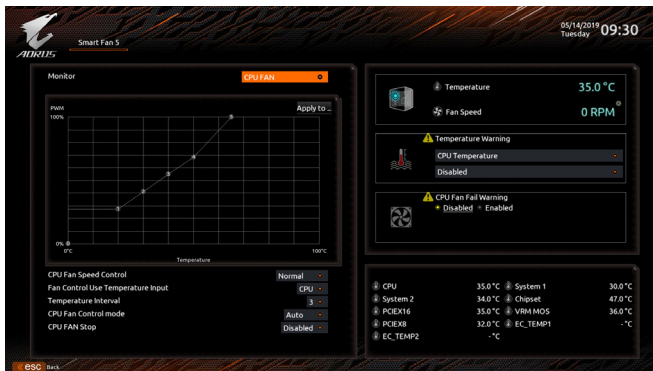 AORUS
Smart Fan 5
05/14/2019 Tuesday 09:30
Monitor
CPU FAN
PWM
100%
Apply to ...
0%
0°C
100°C
Temperature
CPU Fan Speed Control Normal
Fan Control Use Temperature Input CPU
Temperature Interval 3
CPU Fan Control mode Auto
CPU FAN Stop Disabled
Temperature 35.0 °C
Fan Speed 0 RPM
Temperature Warning
CPU Temperature
Disabled
CPU Fan Fail Warning
Disabled Enabled
CPU 35.0°C System 1 30.0°C
System 2 34.0°C Chipset 47.0°C
PCIEX16 35.0°C VRM MOS 36.0°C
PCIEX8 32.0°C EC_TEMP1 -°C
EC_TEMP2 -°C
esc Back